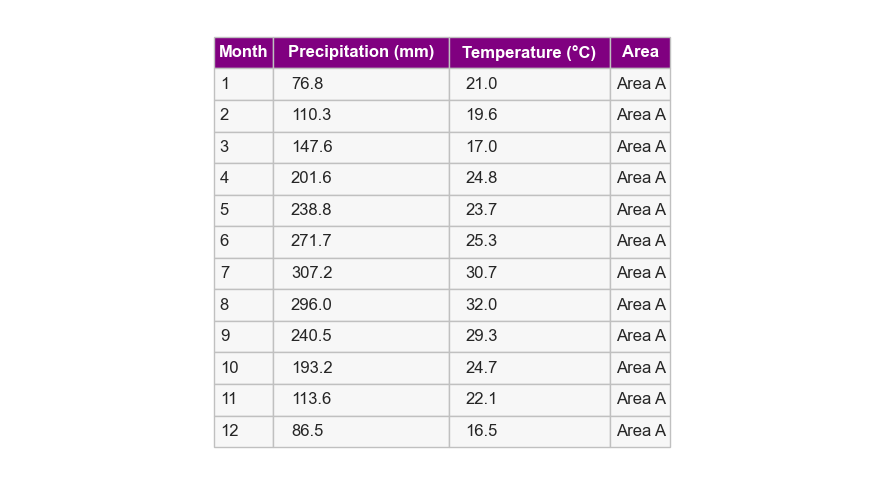 Month Precipitation (mm) Temperature (°C) Area
1 76.8 21.0 Area A
2 110.3 19.6 Area A
3 147.6 17.0 Area A
4 201.6 24.8 Area A
5 238.8 23.7 Area A
6 271.7 25.3 Area A
7 307.2 30.7 Area A
8 296.0 32.0 Area A
9 240.5 29.3 Area A
10 193.2 24.7 Area A
11 113.6 22.1 Area A
12 86.5 16.5 Area A